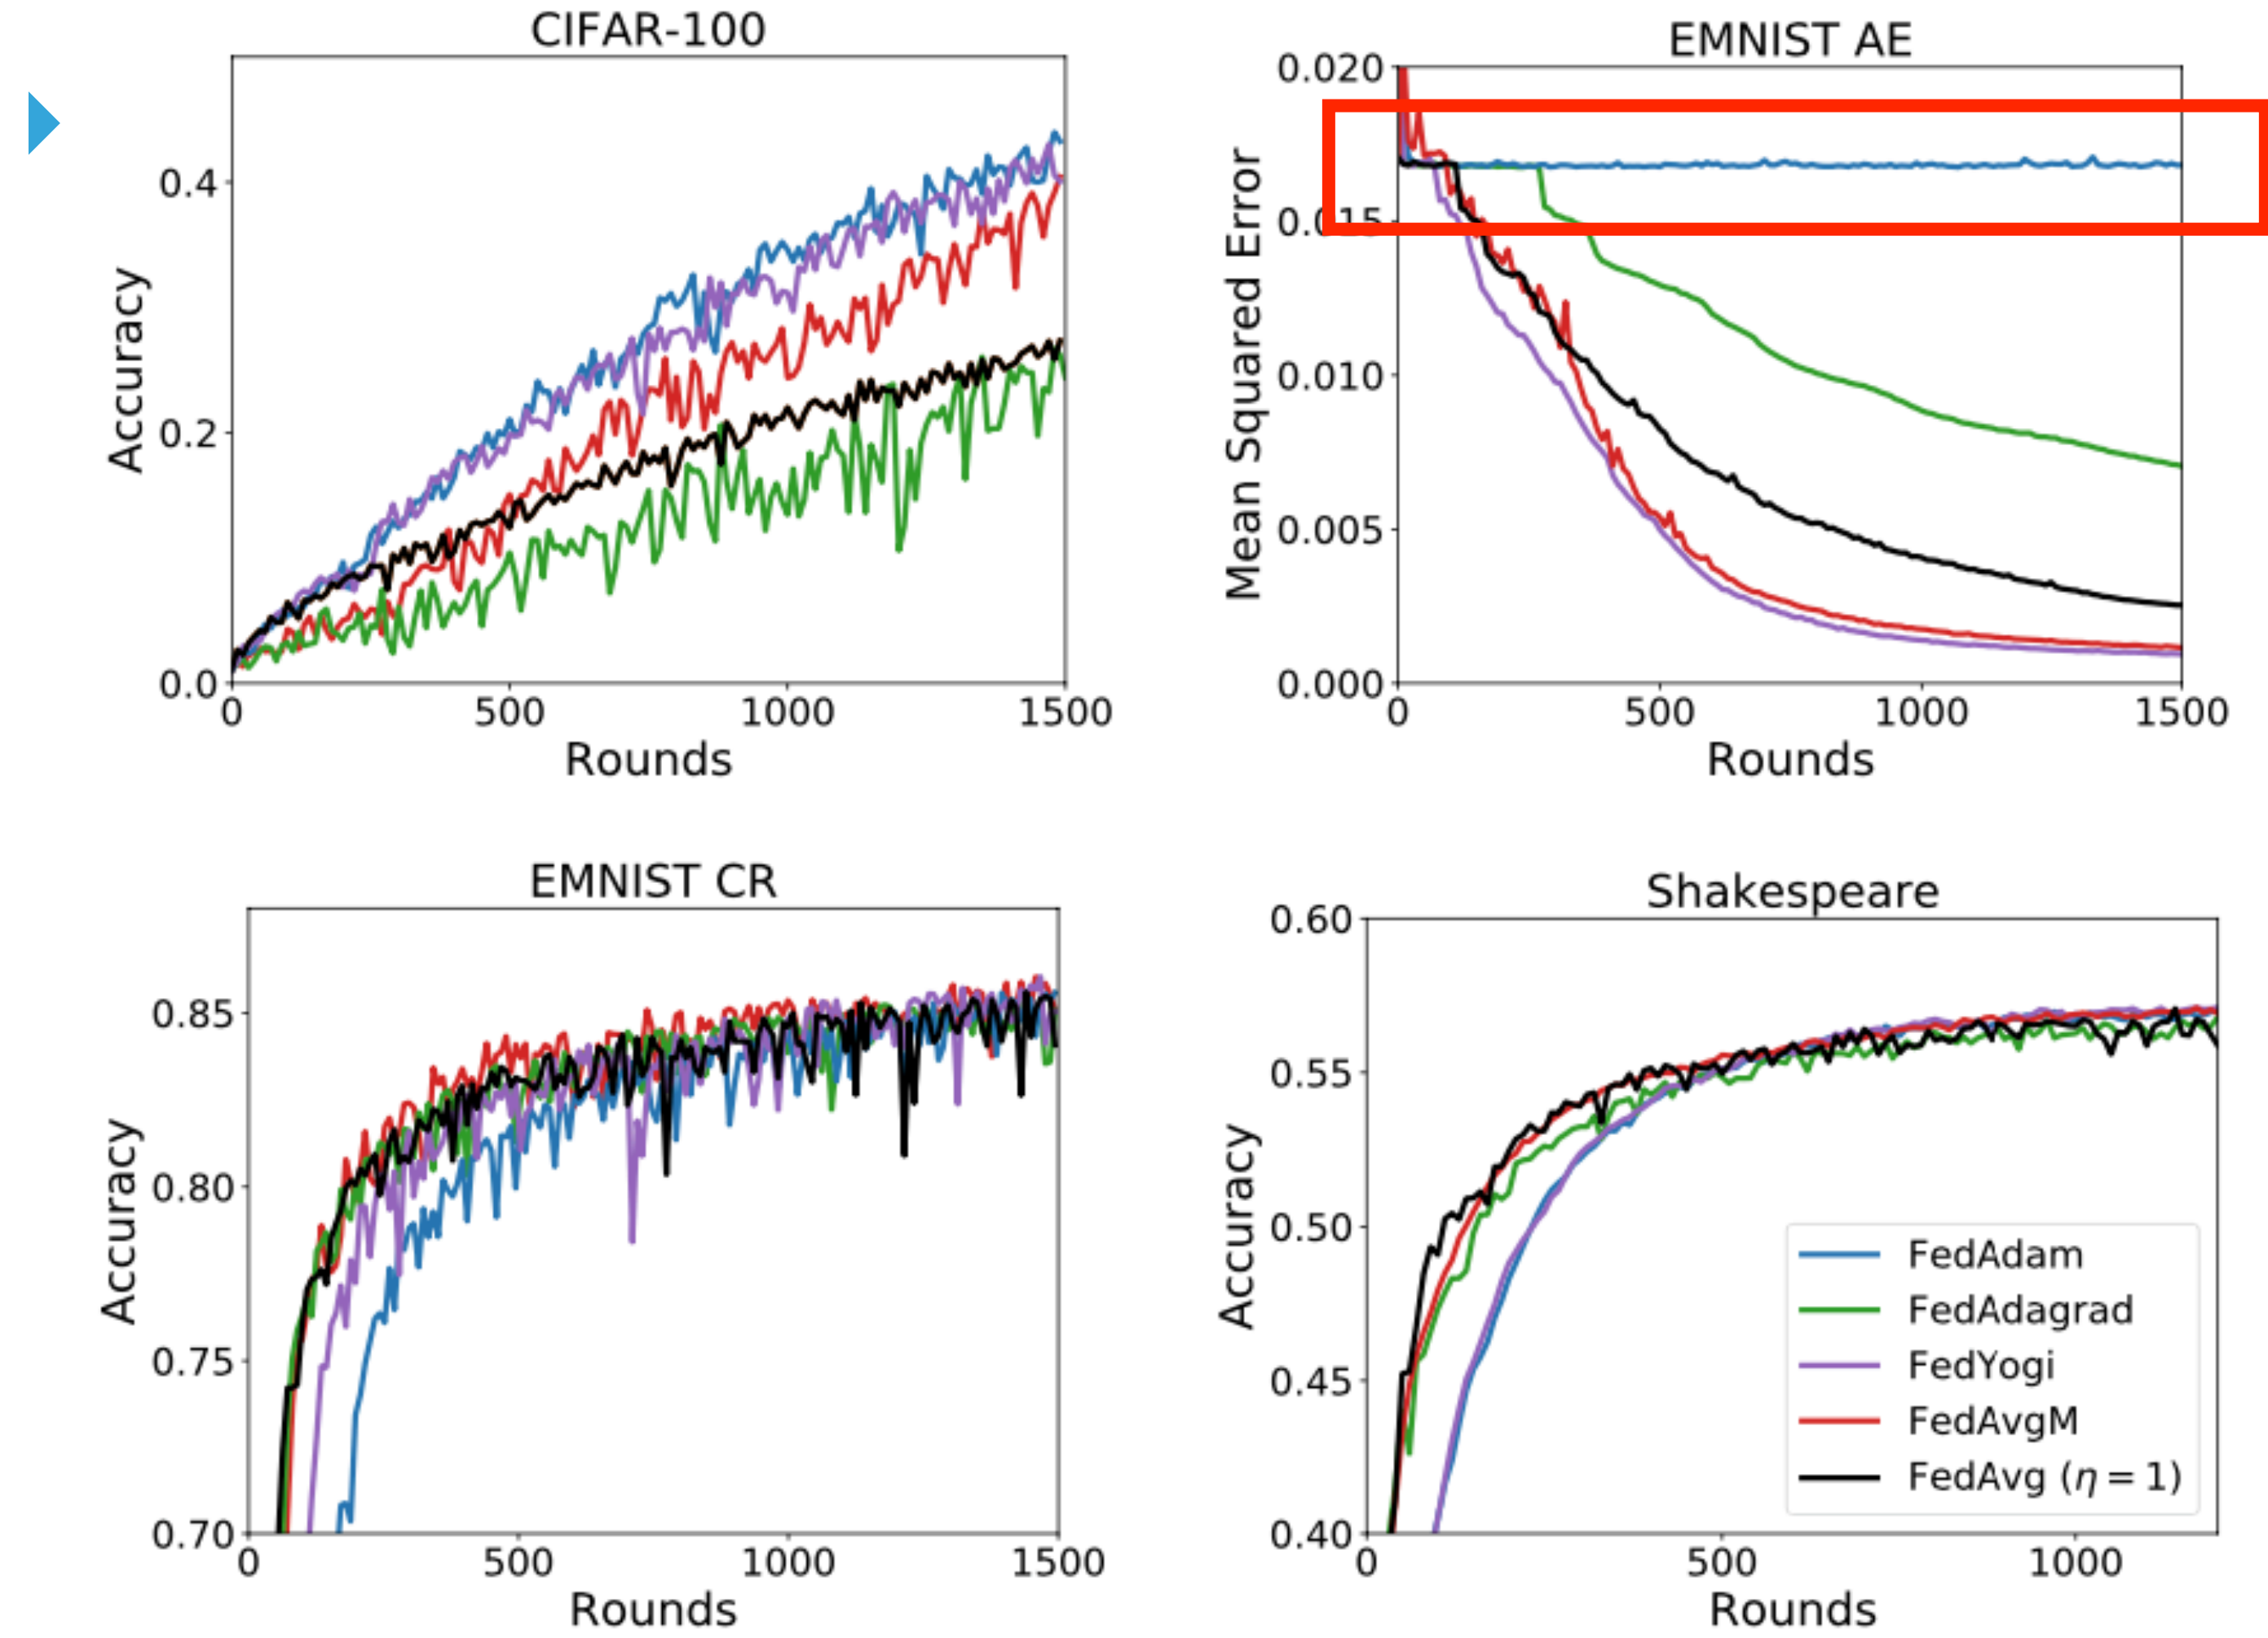 CIFAR-100
Accuracy
0.4
0.2
0.0
0
500
1000
1500
Rounds
EMNIST AE
Mean Squared Error
0.020
0.015
0.010
0.005
0.000
0
500
1000
1500
Rounds
EMNIST CR
Accuracy
0.85
0.80
0.75
0.70
0
500
1000
1500
Rounds
Shakespeare
Accuracy
0.60
0.55
0.50
0.45
0.40
0
500
1000
Rounds
FedAdam
FedAdagrad
FedYogi
FedAvgM
FedAvg (η = 1)